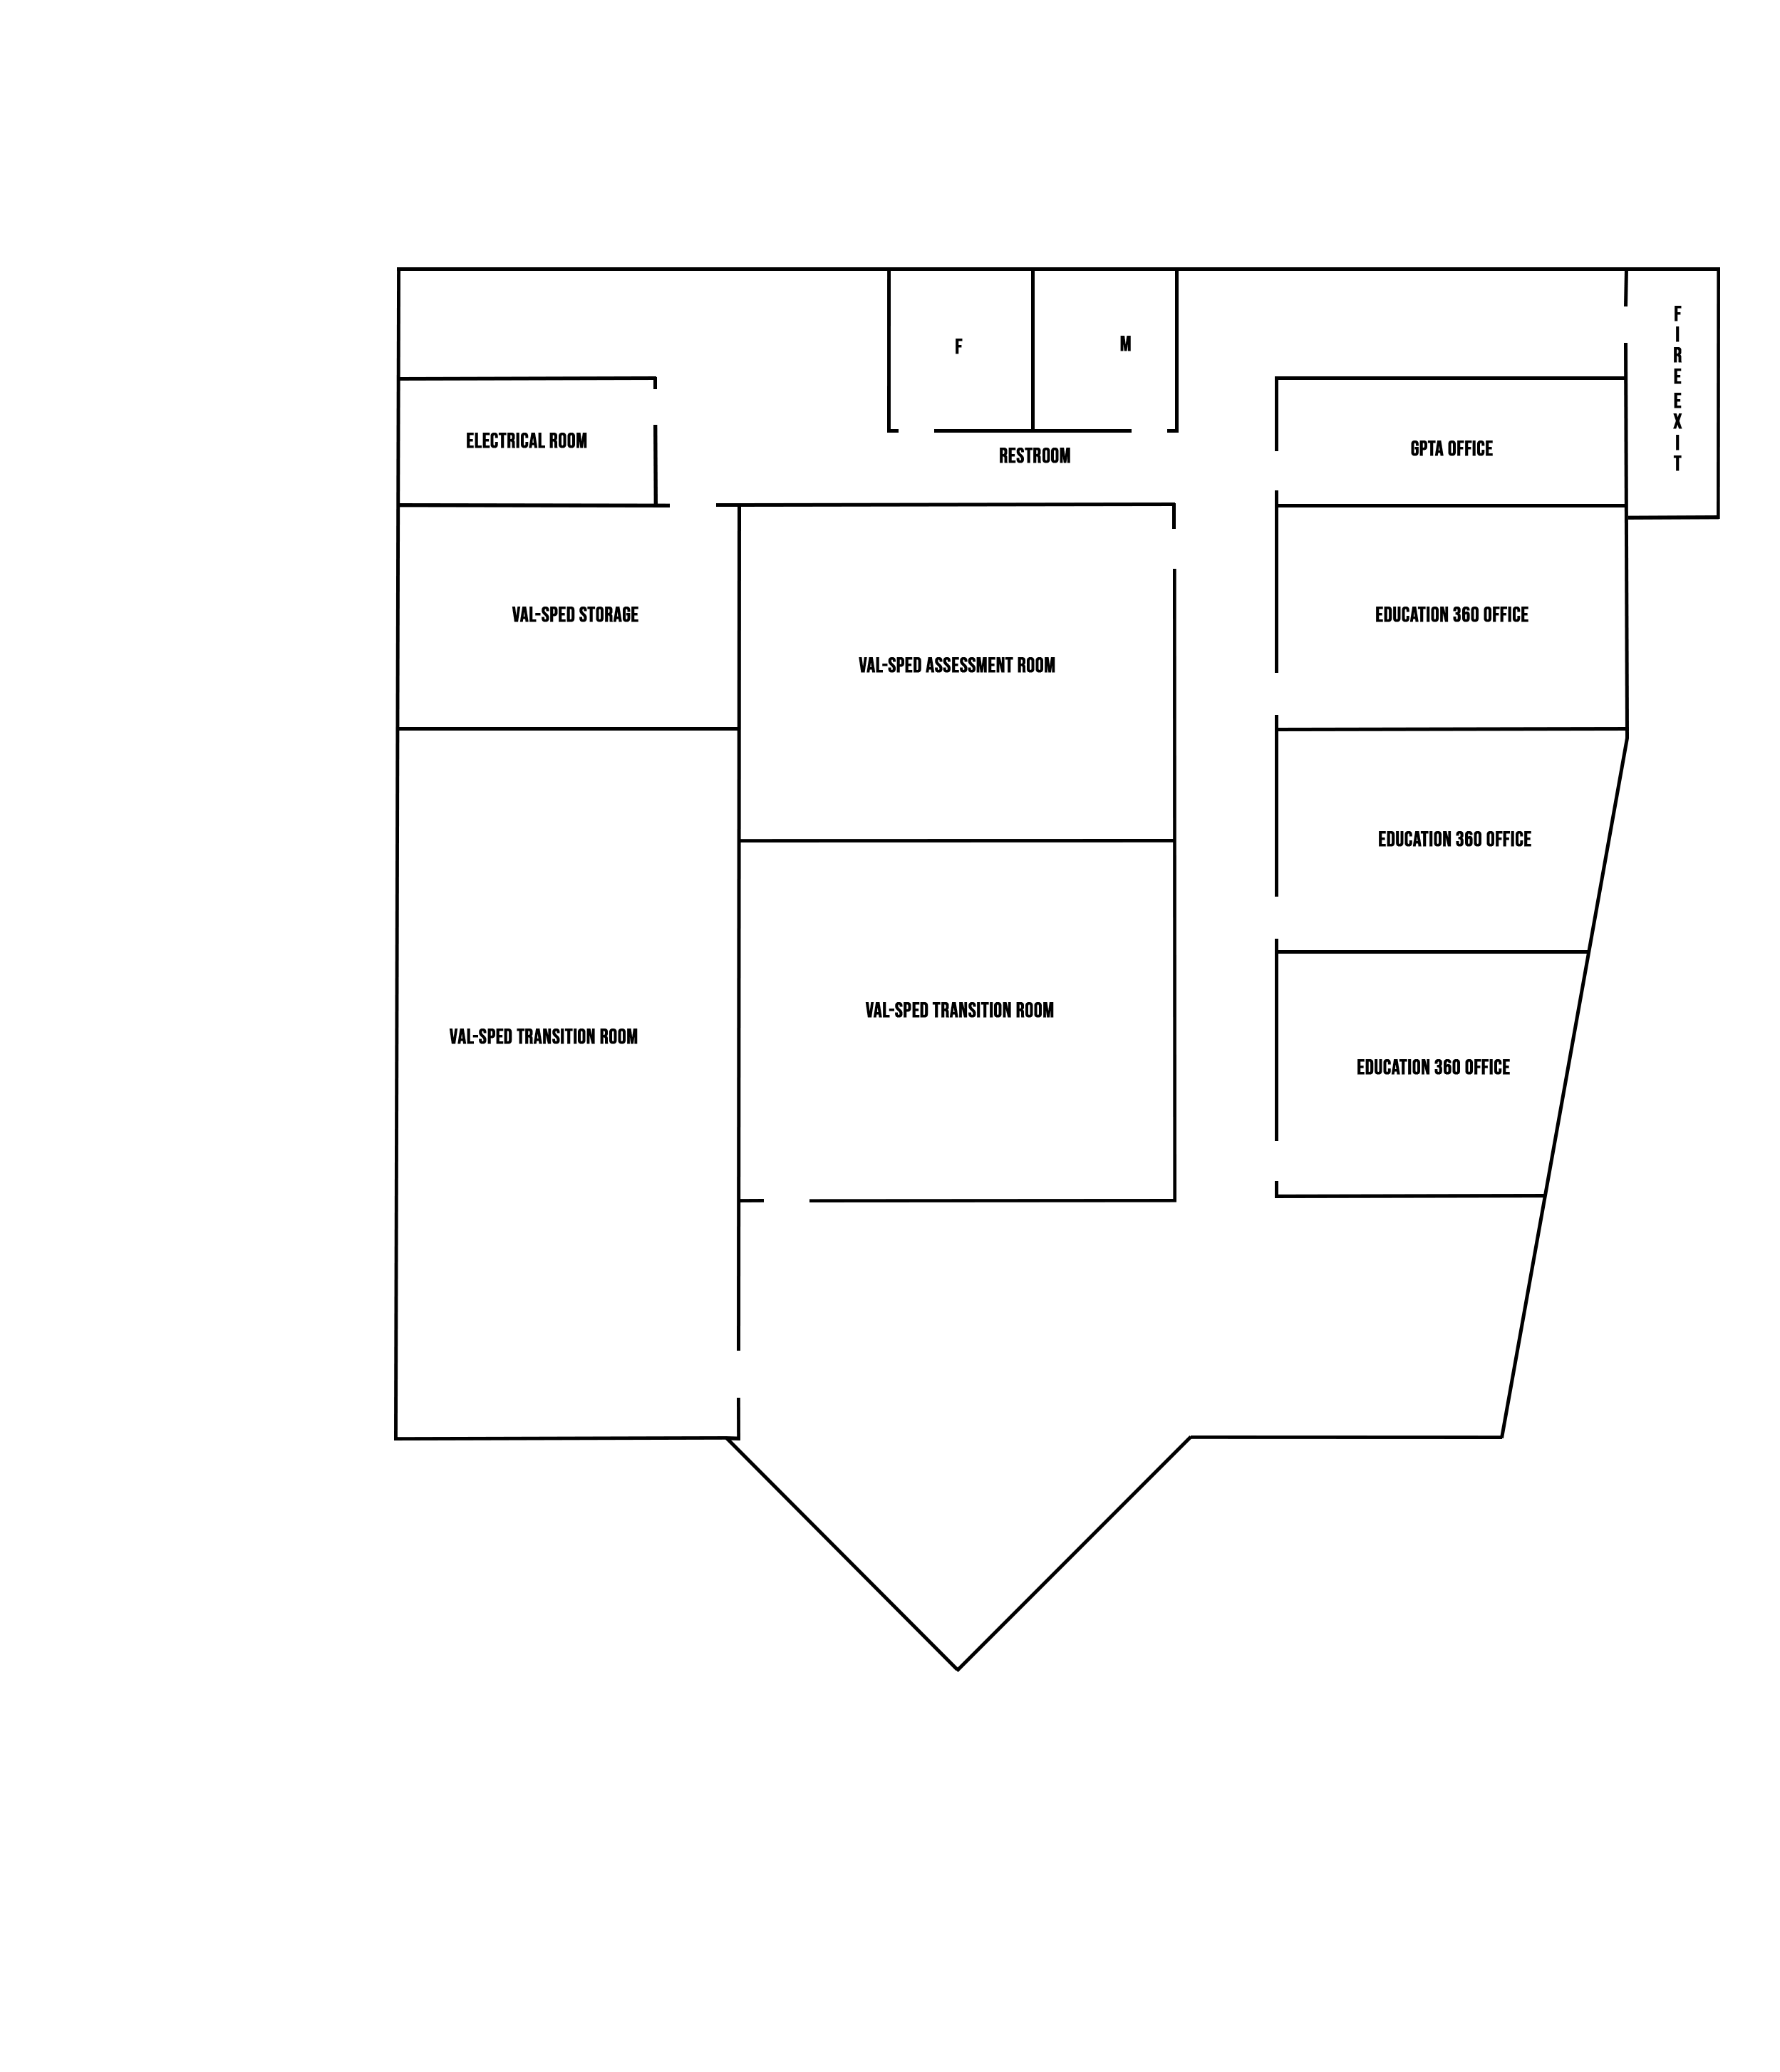 F
M
FIRE EXIT
RESTROOM
ELECTRICAL ROOM
GPTA OFFICE
VAL-SPED STORAGE
EDUCATION 360 OFFICE
VAL-SPED ASSESSMENT ROOM
EDUCATION 360 OFFICE
VAL-SPED TRANSITION ROOM
VAL-SPED TRANSITION ROOM
EDUCATION 360 OFFICE